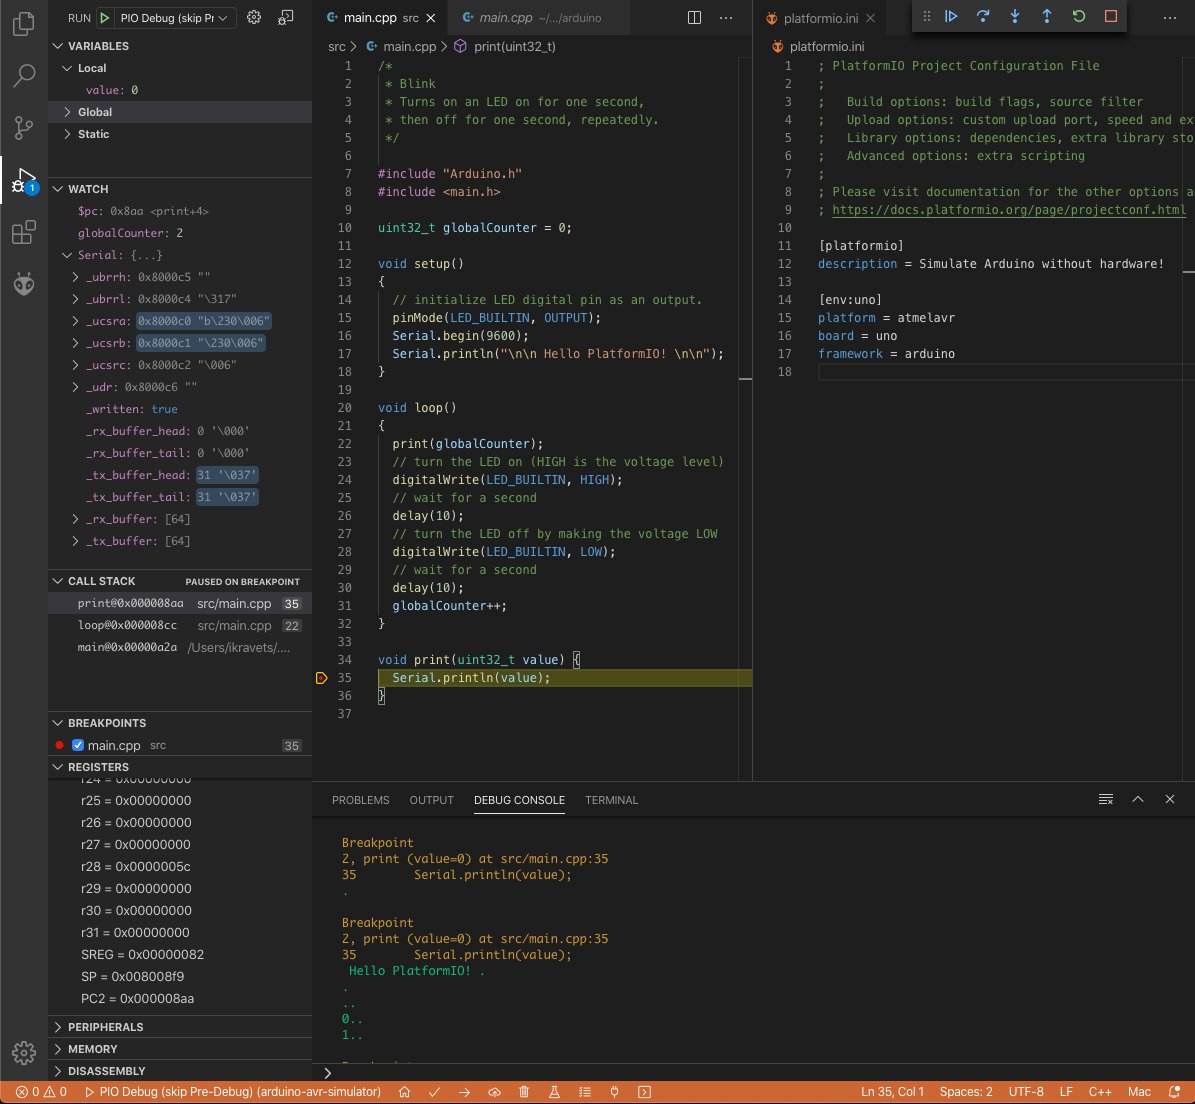 RUN PIO Debug (skip Pr
VARIABLES
Local
value: 0
Global
Static
WATCH
$pc: 0x8aa <print+4>
globalCounter: 2
Serial: {...}
_ubrrh: 0x8000c5 ""
_ubrrl: 0x8000c4 "\317"
_ucsra: 0x8000c0 "b\230\006"
_ucsrb: 0x8000c1 "\230\006"
_ucsrc: 0x8000c2 "\006"
_udr: 0x8000c6 ""
_written: true
_rx_buffer_head: 0 '\000'
_rx_buffer_tail: 0 '\000'
_tx_buffer_head: 31 '\037'
_tx_buffer_tail: 31 '\037'
_rx_buffer: [64]
_tx_buffer: [64]
CALL STACK PAUSED ON BREAKPOINT
print@0x000008aa src/main.cpp 35
loop@0x000008cc src/main.cpp 22
main@0x00000a2a /Users/ikravets/....
BREAKPOINTS
main.cpp src 35
REGISTERS
r24 = 0x00000000
r25 = 0x00000000
r26 = 0x00000000
r27 = 0x00000000
r28 = 0x0000005c
r29 = 0x00000000
r30 = 0x00000000
r31 = 0x00000000
SREG = 0x00000082
SP = 0x008008f9
PC2 = 0x000008aa
PERIPHERALS
MEMORY
DISASSEMBLY
main.cpp src
main.cpp ~/.../arduino
src > main.cpp > print(uint32_t)
1 /*
2 * Blink
3 * Turns on an LED on for one second,
4 * then off for one second, repeatedly.
5 */
6
7 #include "Arduino.h"
8 #include <main.h>
9
10 uint32_t globalCounter = 0;
11
12 void setup()
13 {
14 // initialize LED digital pin as an output.
15 pinMode(LED_BUILTIN, OUTPUT);
16 Serial.begin(9600);
17 Serial.println("\n\n Hello PlatformIO! \n\n");
18 }
19
20 void loop()
21 {
22 print(globalCounter);
23 // turn the LED on (HIGH is the voltage level)
24 digitalWrite(LED_BUILTIN, HIGH);
25 // wait for a second
26 delay(10);
27 // turn the LED off by making the voltage LOW
28 digitalWrite(LED_BUILTIN, LOW);
29 // wait for a second
30 delay(10);
31 globalCounter++;
32 }
33
34 void print(uint32_t value) {
35 Serial.println(value);
36 }
37
platformio.ini
platformio.ini
1 ; PlatformIO Project Configuration File
2 ;
3 ; Build options: build flags, source filter
4 ; Upload options: custom upload port, speed and ex
5 ; Library options: dependencies, extra library sto
6 ; Advanced options: extra scripting
7 ;
8 ; Please visit documentation for the other options a
9 ; https://docs.platformio.org/page/projectconf.html
10
11 [platformio]
12 description = Simulate Arduino without hardware!
13
14 [env:uno]
15 platform = atmelavr
16 board = uno
17 framework = arduino
18
PROBLEMS OUTPUT DEBUG CONSOLE TERMINAL
Breakpoint
2, print (value=0) at src/main.cpp:35
35 Serial.println(value);
.
Breakpoint
2, print (value=0) at src/main.cpp:35
35 Serial.println(value);
Hello PlatformIO! .
.
..
0..
1..
1
0 0 PIO Debug (skip Pre-Debug) (arduino-avr-simulator) Ln 35, Col 1 Spaces: 2 UTF-8 LF C++ Mac